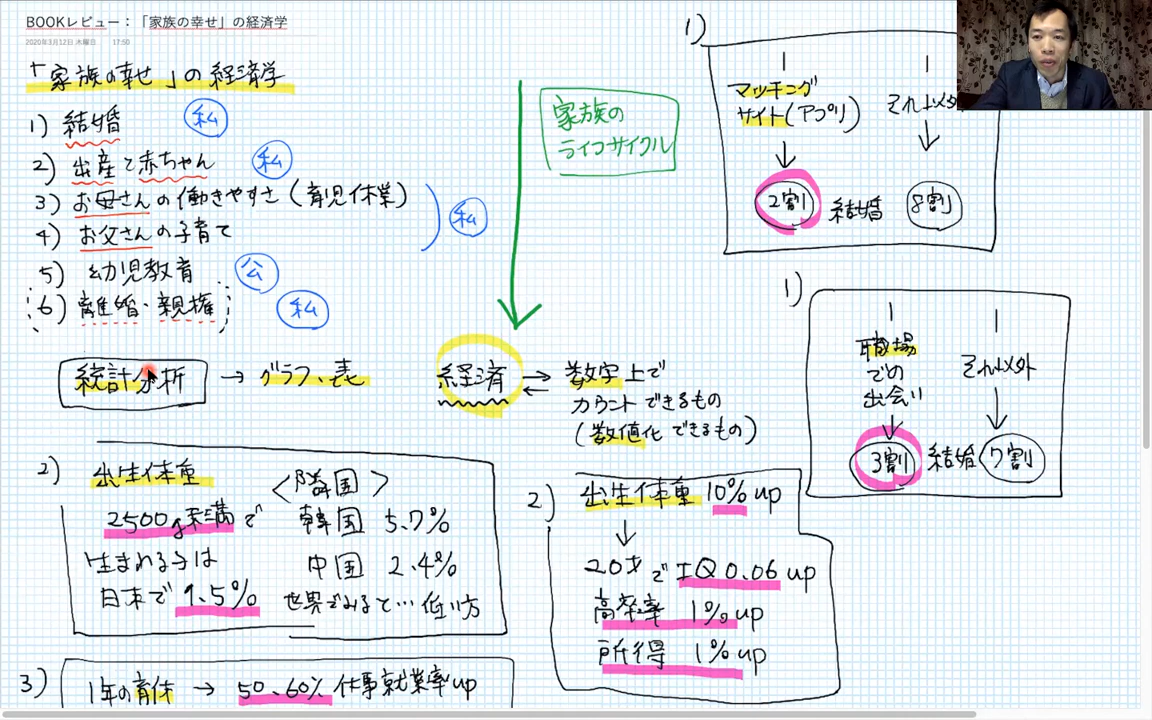 BOOKレビュー：「家族の幸せ」の経済学
2020年3月12日 木曜日 17:50
「家族の幸せ」の経済学
1) 結婚 私
2) 出産と赤ちゃん 私
3) お母さんの働きやすさ (育児休業)
4) お父さんの子育て
私
5) 幼児教育 公
6) 離婚・親権 私
家族の
ライフサイクル
統計分析 → グラフ、表
経済
数字上で
カウントできるもの
(数値化できるもの)
1)
マッチング
サイト(アプリ)
それ以外
2割 結婚 8割
1)
職場
での
出会い
それ以外
3割 結婚 7割
2) 出生体重
2500g未満で
生まれる子は
日本で 9.5%
<隣国>
韓国 5.7%
中国 2.4%
世界でみると…低い方
2) 出生体重 10% up
20才で IQ 0.06 up
高卒率 1% up
所得 1% up
3) 1年の育休 → 50、60% 仕事就業率up